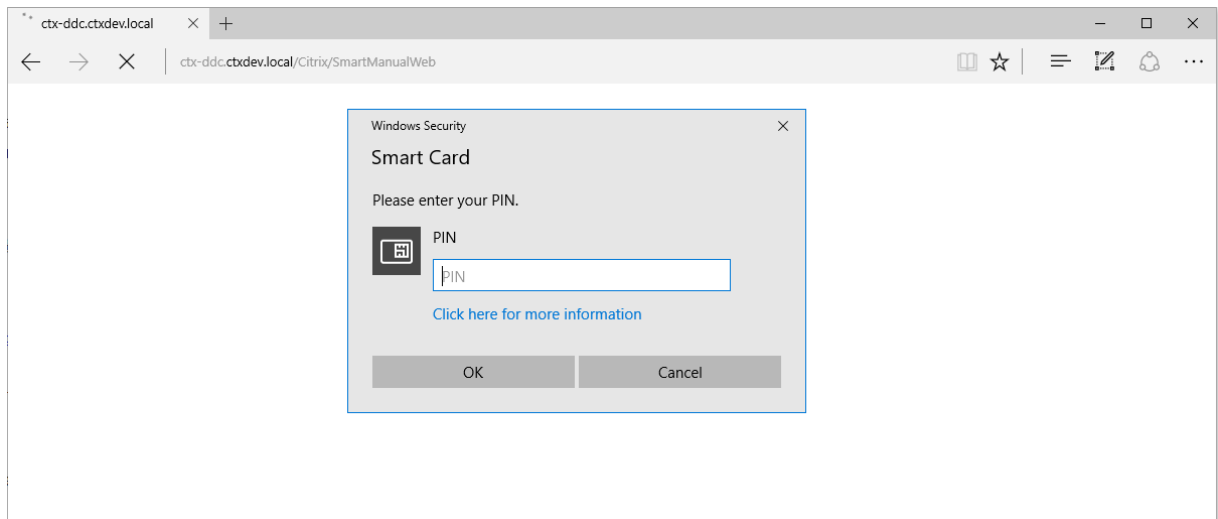 ctx-ddc.ctxdev.local
ctx-ddc.ctxdev.local/Citrix/SmartManualWeb
Windows Security
Smart Card
Please enter your PIN.
PIN
PIN
Click here for more information
OK Cancel